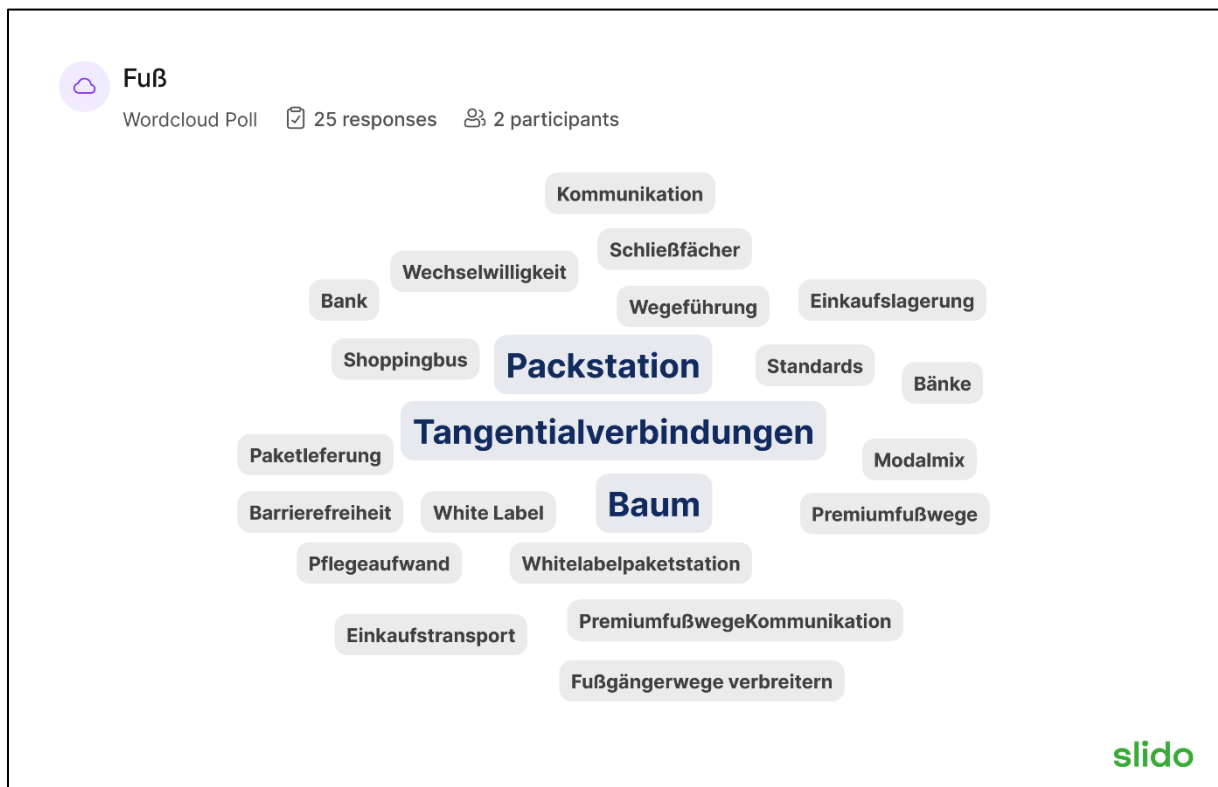 Fuß
Wordcloud Poll 25 responses 2 participants
Kommunikation
Schließfächer
Wechselwilligkeit
Bank
Wegeführung
Einkaufslagerung
Shoppingbus
Packstation
Standards
Bänke
Tangentialverbindungen
Paketleferung
Modalmix
Barrierefreiheit
White Label
Baum
Premiumfußwege
Pflegeaufwand
Whitelabelpaketstation
Einkaufstransport
PremiumfußwegeKommunikation
Fußgängerwege verbreitern
slido